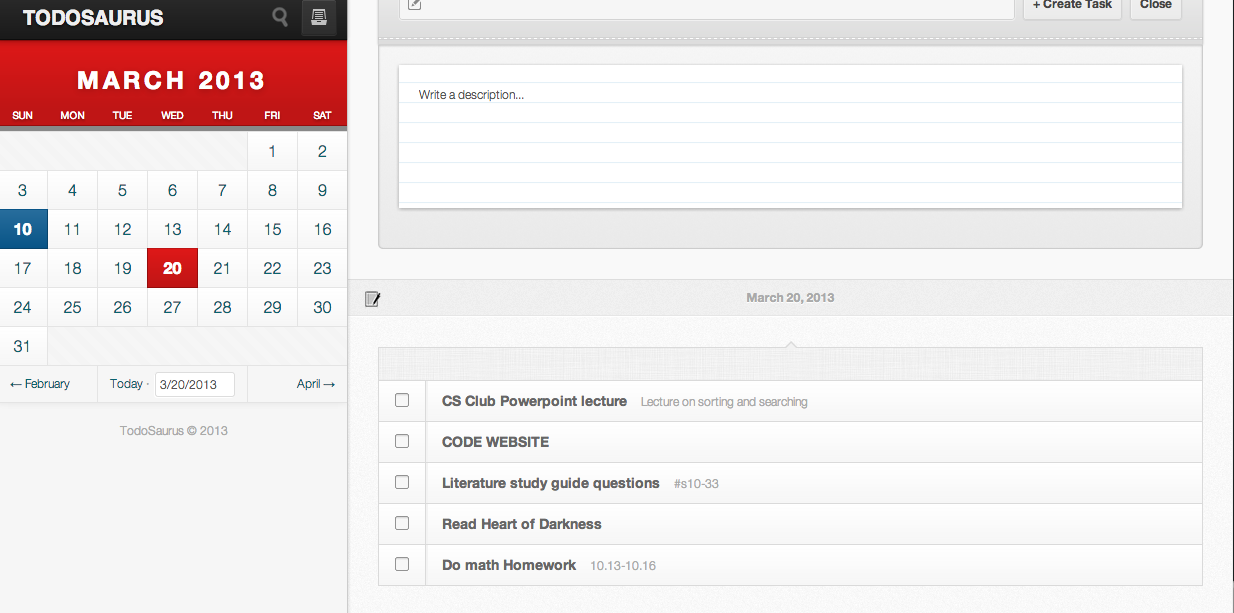 TODOSAURUS
MARCH 2013
SUN MON TUE WED THU FRI SAT
1 2
3 4 5 6 7 8 9
10 11 12 13 14 15 16
17 18 19 20 21 22 23
24 25 26 27 28 29 30
31
← February Today · 3/20/2013 April →
TodoSaurus © 2013
+ Create Task Close
Write a description...
March 20, 2013
CS Club Powerpoint lecture Lecture on sorting and searching
CODE WEBSITE
Literature study guide questions #s10-33
Read Heart of Darkness
Do math Homework 10.13-10.16